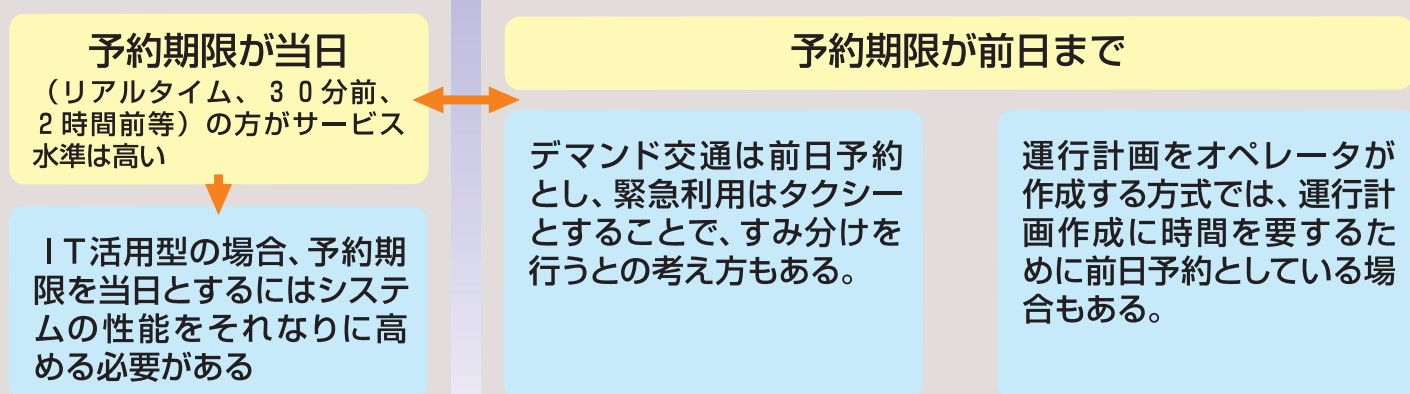 予約期限が当日
（リアルタイム、３０分前、
２時間前等）の方がサービス
水準は高い
ＩＴ活用型の場合、予約期
限を当日とするにはシステ
ムの性能をそれなりに高
める必要がある
予約期限が前日まで
デマンド交通は前日予約
とし、緊急利用はタクシー
とすることで、すみ分けを
行うとの考え方もある。
運行計画をオペレータが
作成する方式では、運行計
画作成に時間を要するた
めに前日予約としている場
合もある。